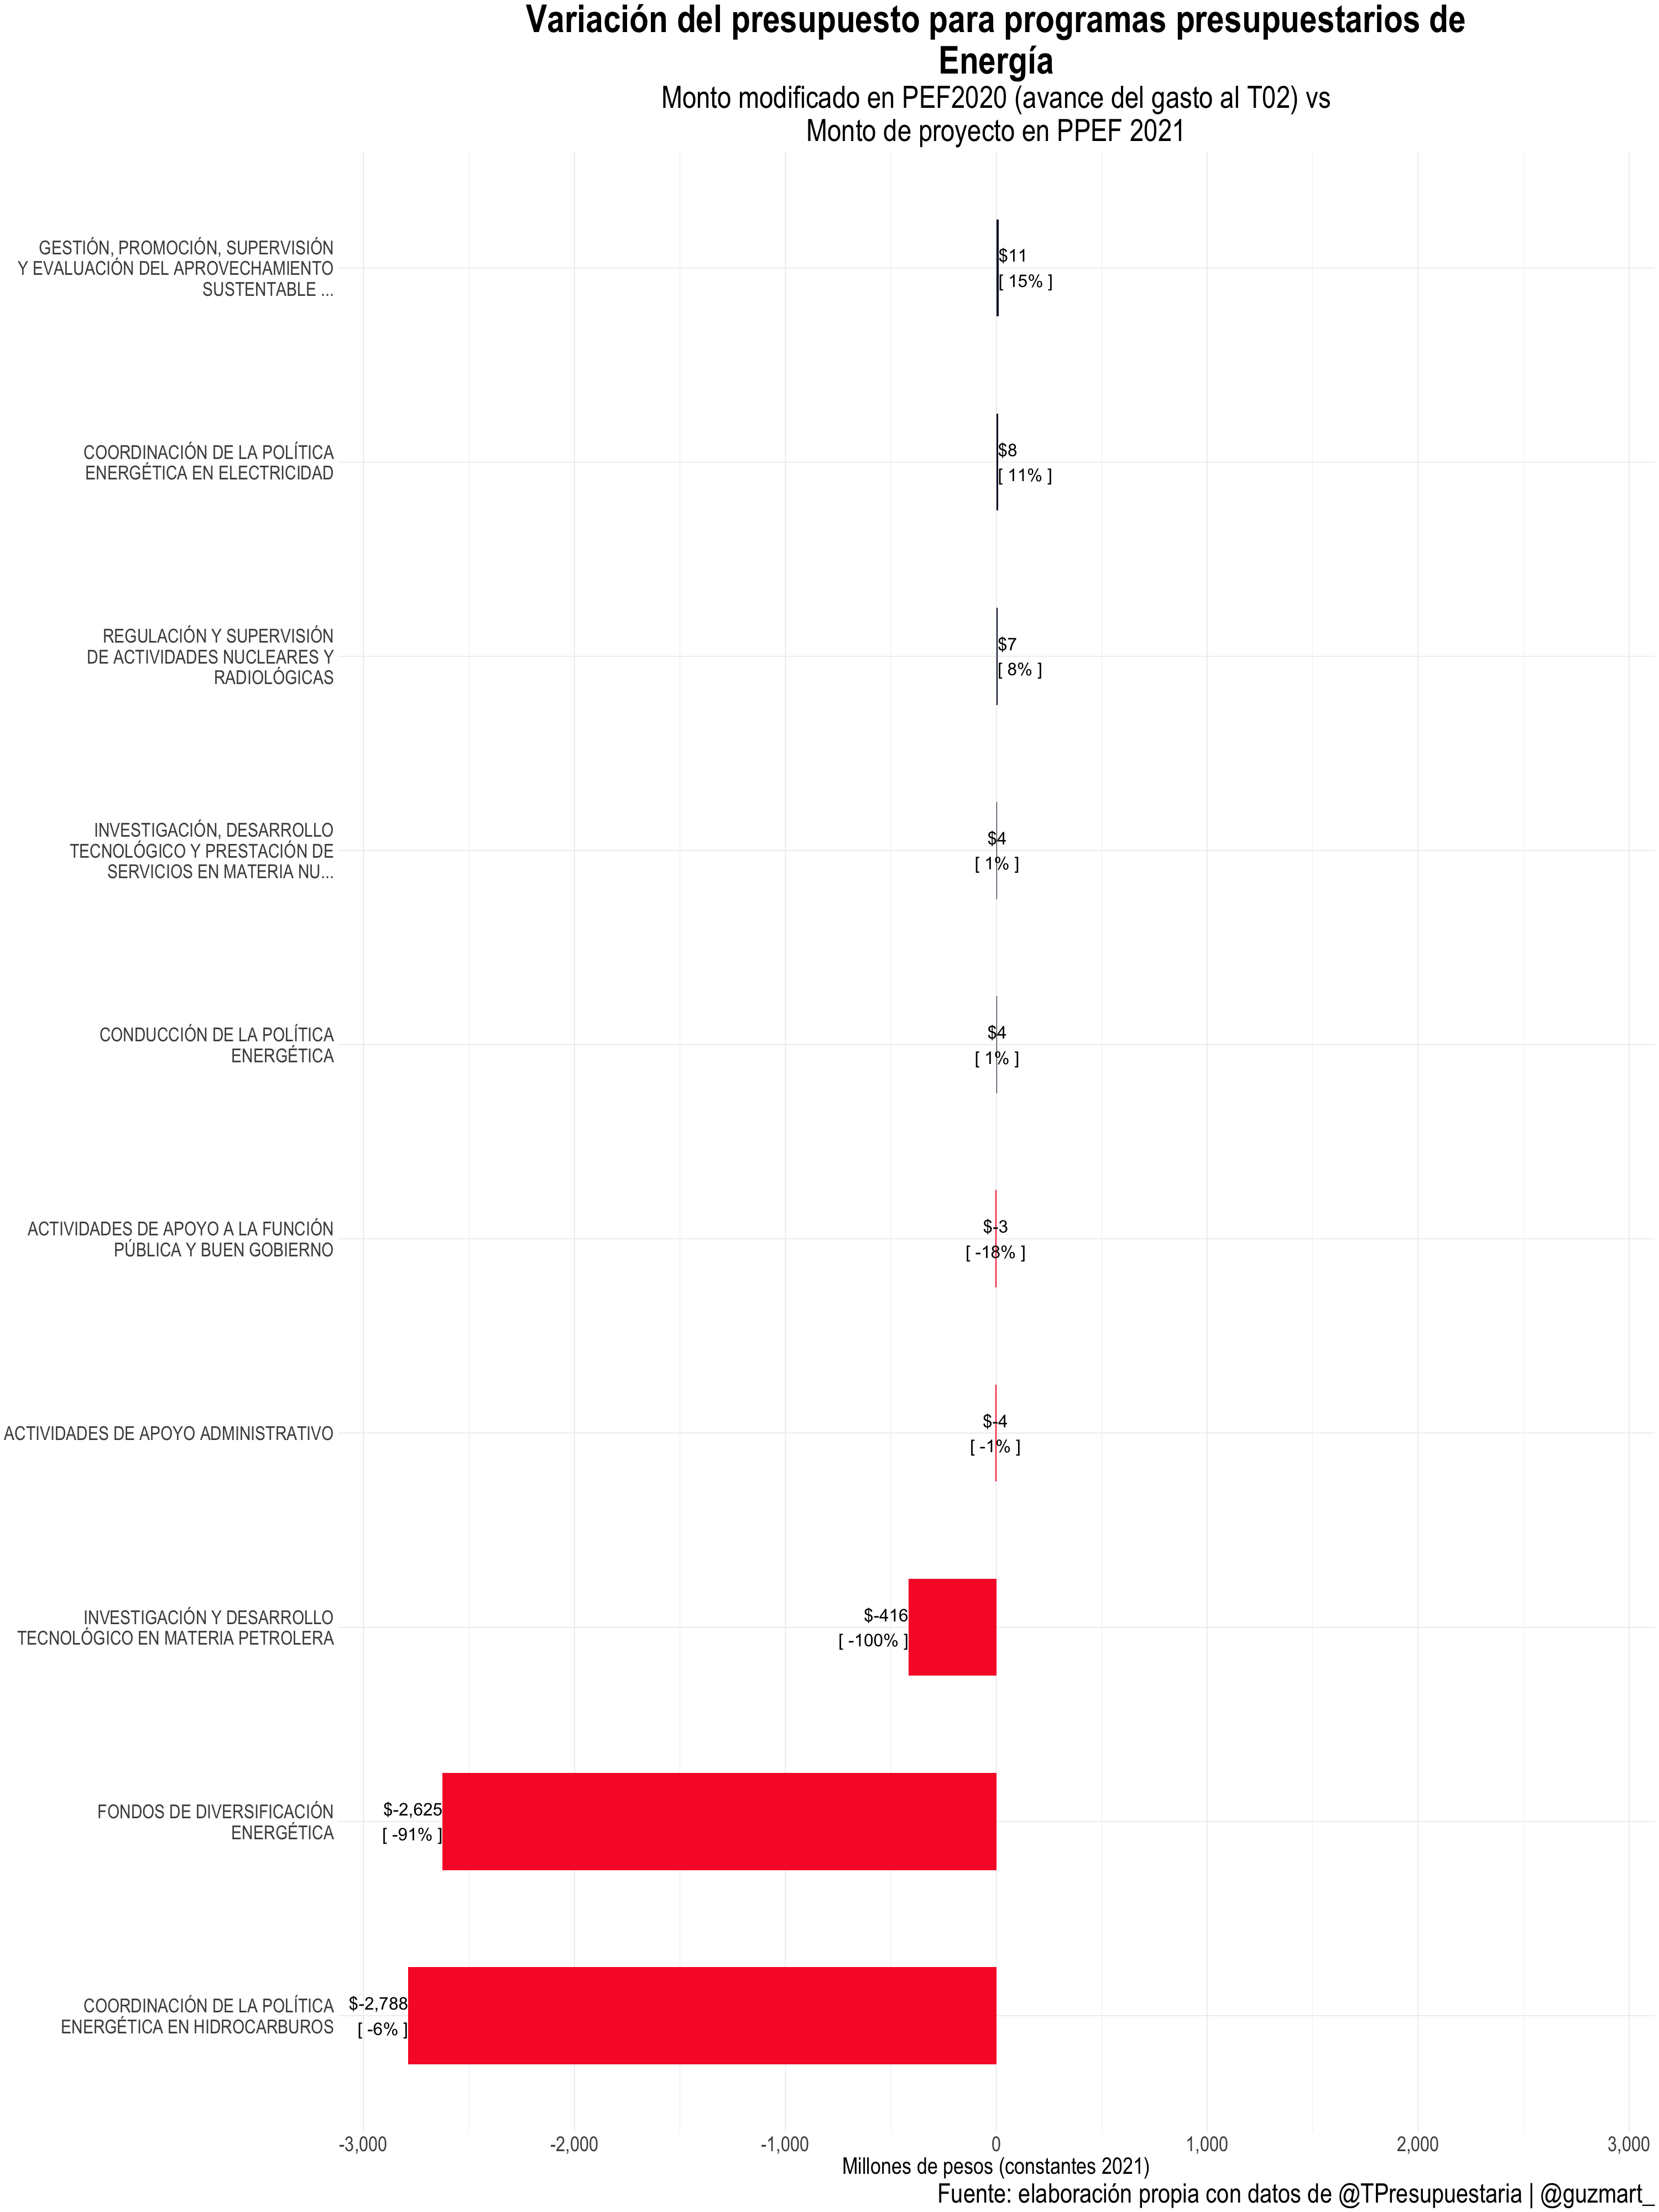 Variación del presupuesto para programas presupuestarios de
Energía
Monto modificado en PEF2020 (avance del gasto al T02) vs
Monto de proyecto en PPEF 2021
GESTIÓN, PROMOCIÓN, SUPERVISIÓN
Y EVALUACIÓN DEL APROVECHAMIENTO
SUSTENTABLE ...
$11
[ 15% ]
COORDINACIÓN DE LA POLÍTICA
ENERGÉTICA EN ELECTRICIDAD
$8
[ 11% ]
REGULACIÓN Y SUPERVISIÓN
DE ACTIVIDADES NUCLEARES Y
RADIOLÓGICAS
$7
[ 8% ]
INVESTIGACIÓN, DESARROLLO
TECNOLÓGICO Y PRESTACIÓN DE
SERVICIOS EN MATERIA NU...
$4
[ 1% ]
CONDUCCIÓN DE LA POLÍTICA
ENERGÉTICA
$4
[ 1% ]
ACTIVIDADES DE APOYO A LA FUNCIÓN
PÚBLICA Y BUEN GOBIERNO
$-3
[ -18% ]
ACTIVIDADES DE APOYO ADMINISTRATIVO
$-4
[ -1% ]
INVESTIGACIÓN Y DESARROLLO
TECNOLÓGICO EN MATERIA PETROLERA
$-416
[ -100% ]
FONDOS DE DIVERSIFICACIÓN
ENERGÉTICA
$-2,625
[ -91% ]
COORDINACIÓN DE LA POLÍTICA
ENERGÉTICA EN HIDROCARBUROS
$-2,788
[ -6% ]
-3,000 -2,000 -1,000 0 1,000 2,000 3,000
Millones de pesos (constantes 2021)
Fuente: elaboración propia con datos de @TPresupuestaria | @guzmart_